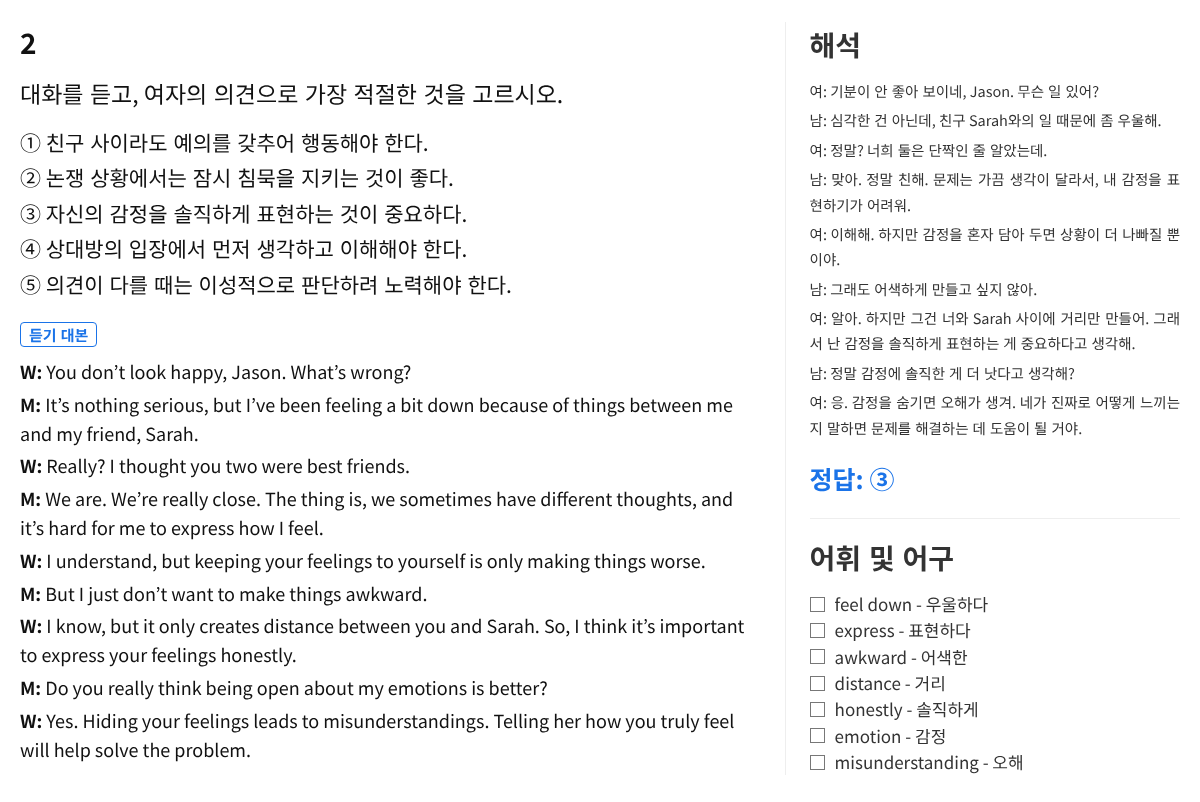 2
대화를 듣고, 여자의 의견으로 가장 적절한 것을 고르시오.
① 친구 사이라도 예의를 갖추어 행동해야 한다.
② 논쟁 상황에서는 잠시 침묵을 지키는 것이 좋다.
③ 자신의 감정을 솔직하게 표현하는 것이 중요하다.
④ 상대방의 입장에서 먼저 생각하고 이해해야 한다.
⑤ 의견이 다를 때는 이성적으로 판단하려 노력해야 한다.
듣기 대본
W: You don’t look happy, Jason. What’s wrong?
M: It’s nothing serious, but I’ve been feeling a bit down because of things between me
and my friend, Sarah.
W: Really? I thought you two were best friends.
M: We are. We’re really close. The thing is, we sometimes have different thoughts, and
it’s hard for me to express how I feel.
W: I understand, but keeping your feelings to yourself is only making things worse.
M: But I just don’t want to make things awkward.
W: I know, but it only creates distance between you and Sarah. So, I think it’s important
to express your feelings honestly.
M: Do you really think being open about my emotions is better?
W: Yes. Hiding your feelings leads to misunderstandings. Telling her how you truly feel
will help solve the problem.
해석
여: 기분이 안 좋아 보이네, Jason. 무슨 일 있어?
남: 심각한 건 아닌데, 친구 Sarah와의 일 때문에 좀 우울해.
여: 정말? 너희 둘은 단짝인 줄 알았는데.
남: 맞아. 정말 친해. 문제는 가끔 생각이 달라서, 내 감정을 표
현하기가 어려워.
여: 이해해. 하지만 감정을 혼자 담아 두면 상황이 더 나빠질 뿐
이야.
남: 그래도 어색하게 만들고 싶지 않아.
여: 알아. 하지만 그건 너와 Sarah 사이에 거리만 만들어. 그래
서 난 감정을 솔직하게 표현하는 게 중요하다고 생각해.
남: 정말 감정에 솔직한 게 더 낫다고 생각해?
여: 응. 감정을 숨기면 오해가 생겨. 네가 진짜로 어떻게 느끼는
지 말하면 문제를 해결하는 데 도움이 될 거야.
정답: ③
어휘 및 어구
feel down - 우울하다
express - 표현하다
awkward - 어색한
distance - 거리
honestly - 솔직하게
emotion - 감정
misunderstanding - 오해